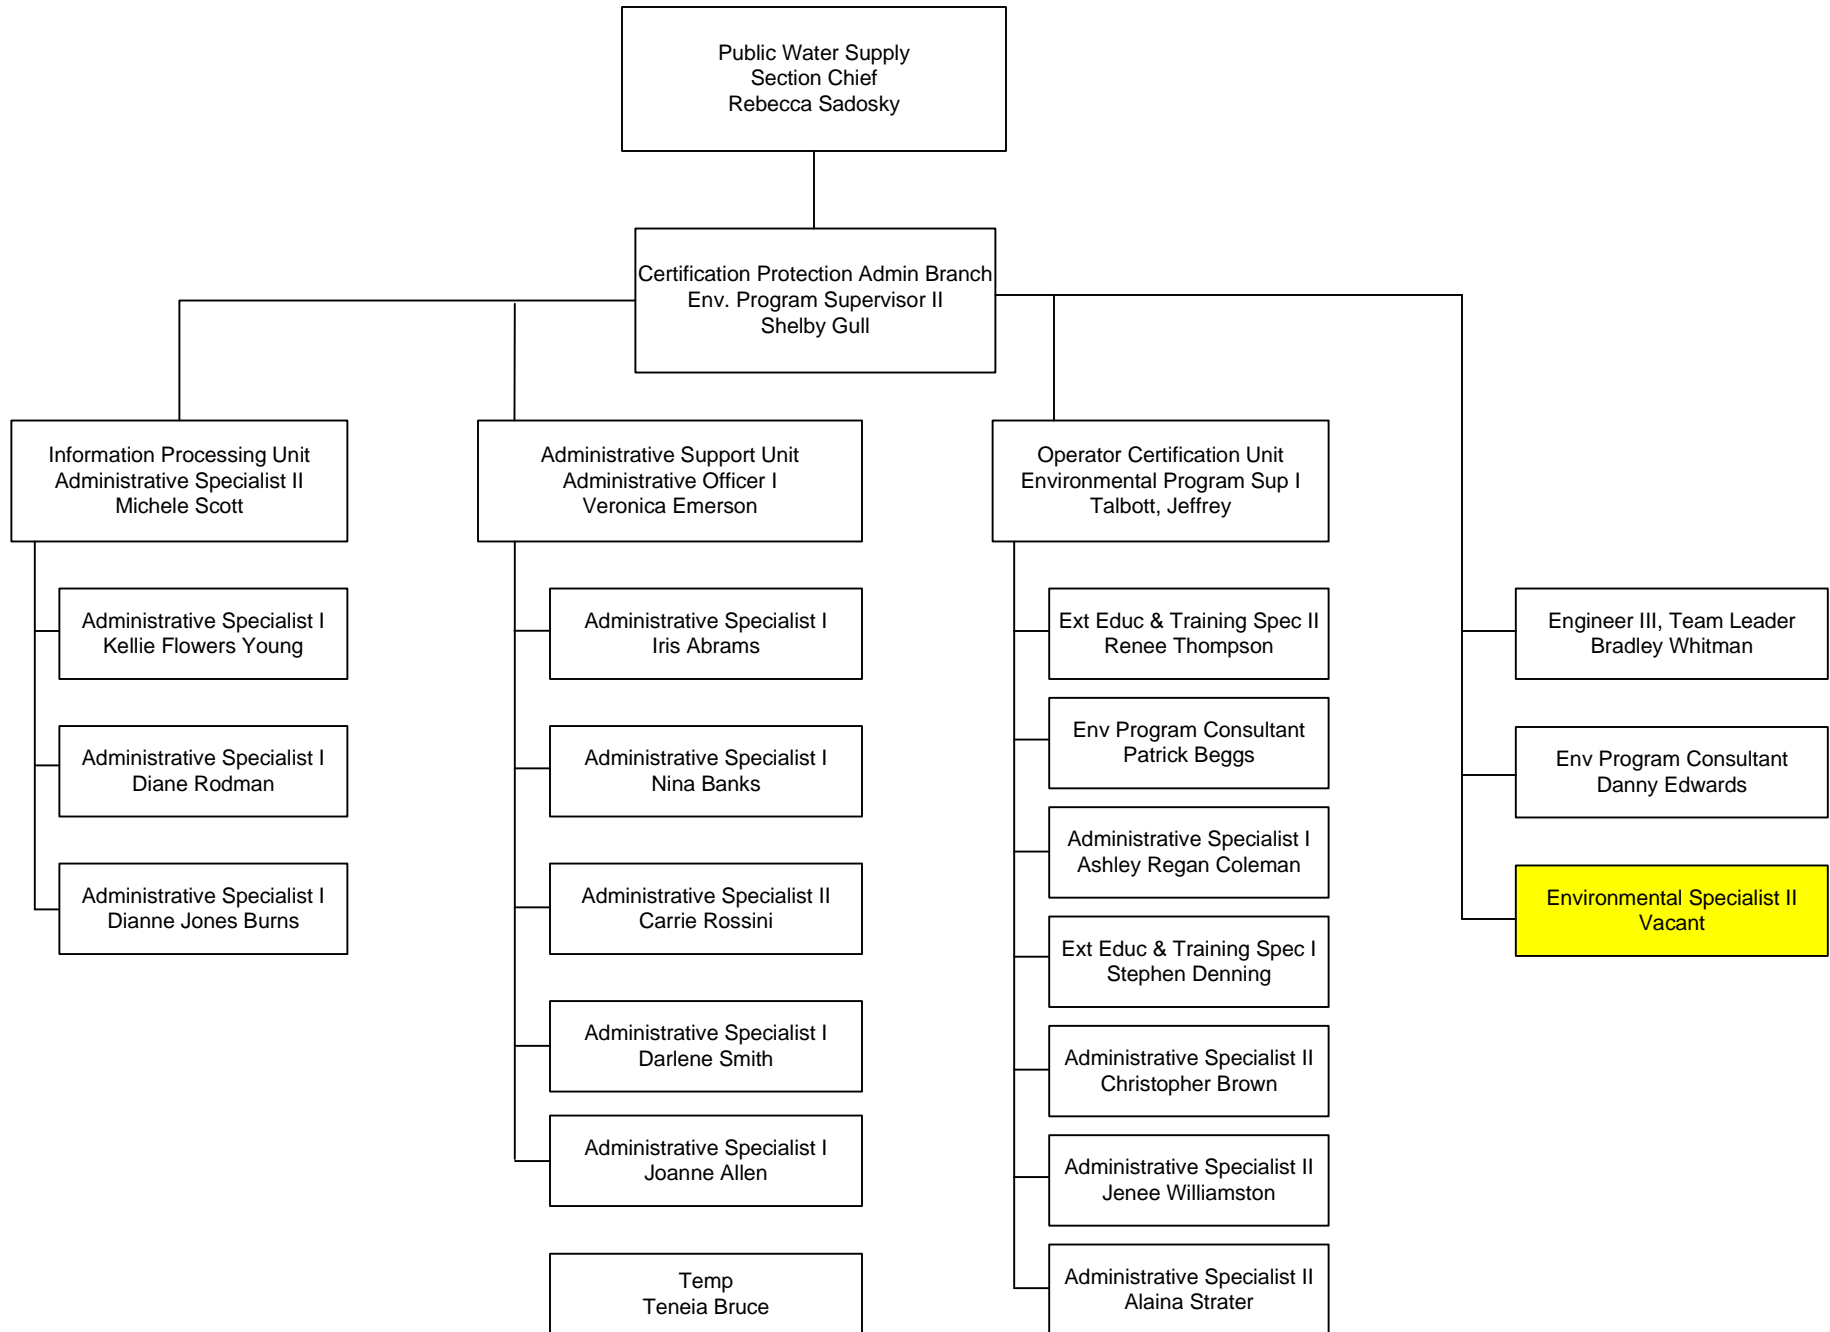 Public Water Supply
Section Chief
Rebecca Sadosky
Certification Protection Admin Branch
Env. Program Supervisor II
Shelby Gull
Information Processing Unit
Administrative Specialist II
Michele Scott
Administrative Specialist I
Kellie Flowers Young
Administrative Specialist I
Diane Rodman
Administrative Specialist I
Dianne Jones Burns
Administrative Support Unit
Administrative Officer I
Veronica Emerson
Administrative Specialist I
Iris Abrams
Administrative Specialist I
Nina Banks
Administrative Specialist II
Carrie Rossini
Administrative Specialist I
Darlene Smith
Administrative Specialist I
Joanne Allen
Temp
Teneia Bruce
Operator Certification Unit
Environmental Program Sup I
Talbott, Jeffrey
Ext Educ & Training Spec II
Renee Thompson
Env Program Consultant
Patrick Beggs
Administrative Specialist I
Ashley Regan Coleman
Ext Educ & Training Spec I
Stephen Denning
Administrative Specialist II
Christopher Brown
Administrative Specialist II
Jenee Williamston
Administrative Specialist II
Alaina Strater
Engineer III, Team Leader
Bradley Whitman
Env Program Consultant
Danny Edwards
Environmental Specialist II
Vacant